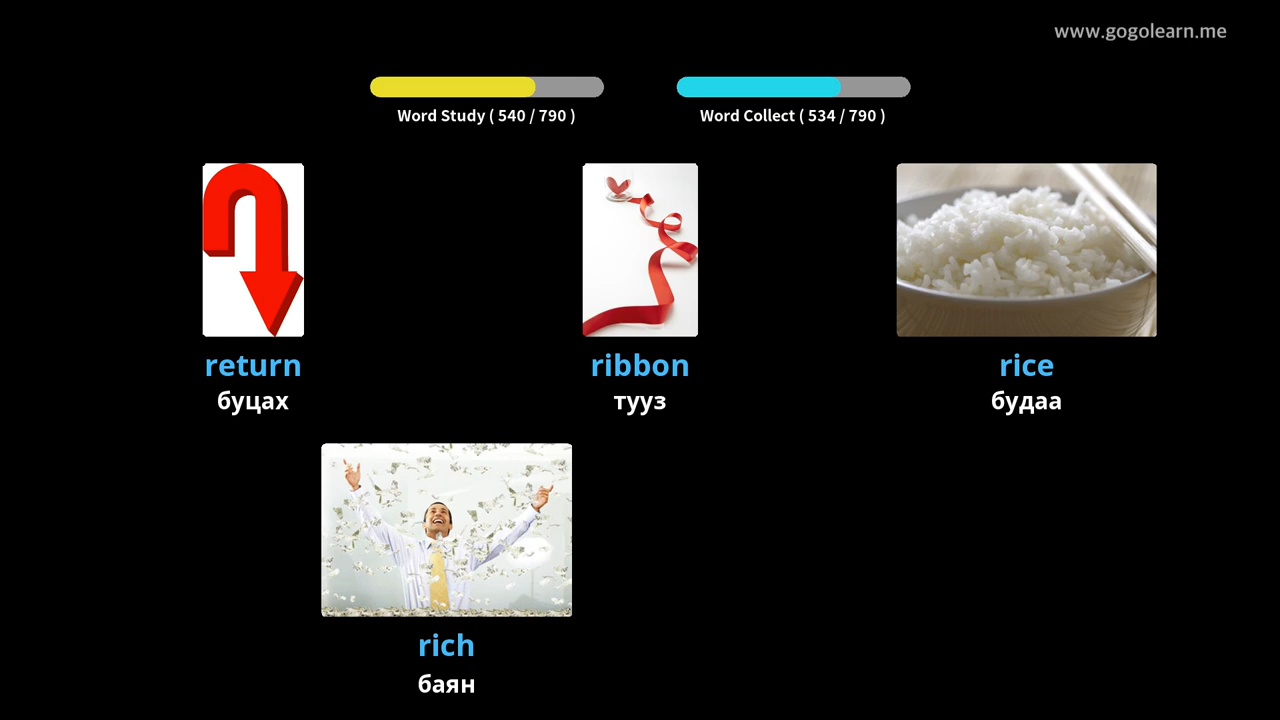 www.gogolearn.me
Word Study ( 540 / 790 )
Word Collect ( 534 / 790 )
return
буцах
ribbon
тууз
rice
будаа
rich
баян